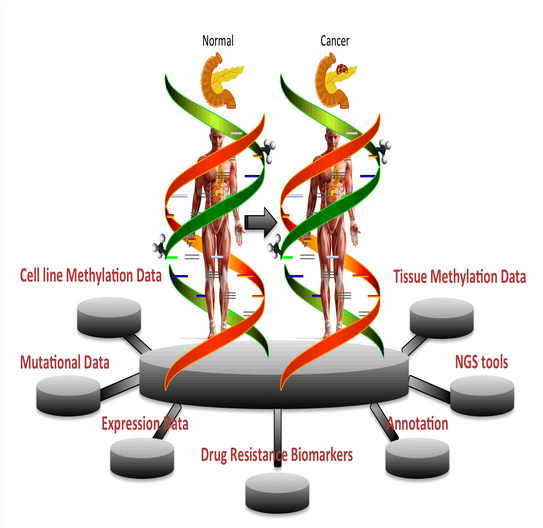 Normal
Cancer
Cell line Methylation Data
Tissue Methylation Data
Mutational Data
NGS tools
Expression Data
Annotation
Drug Resistance Biomarkers